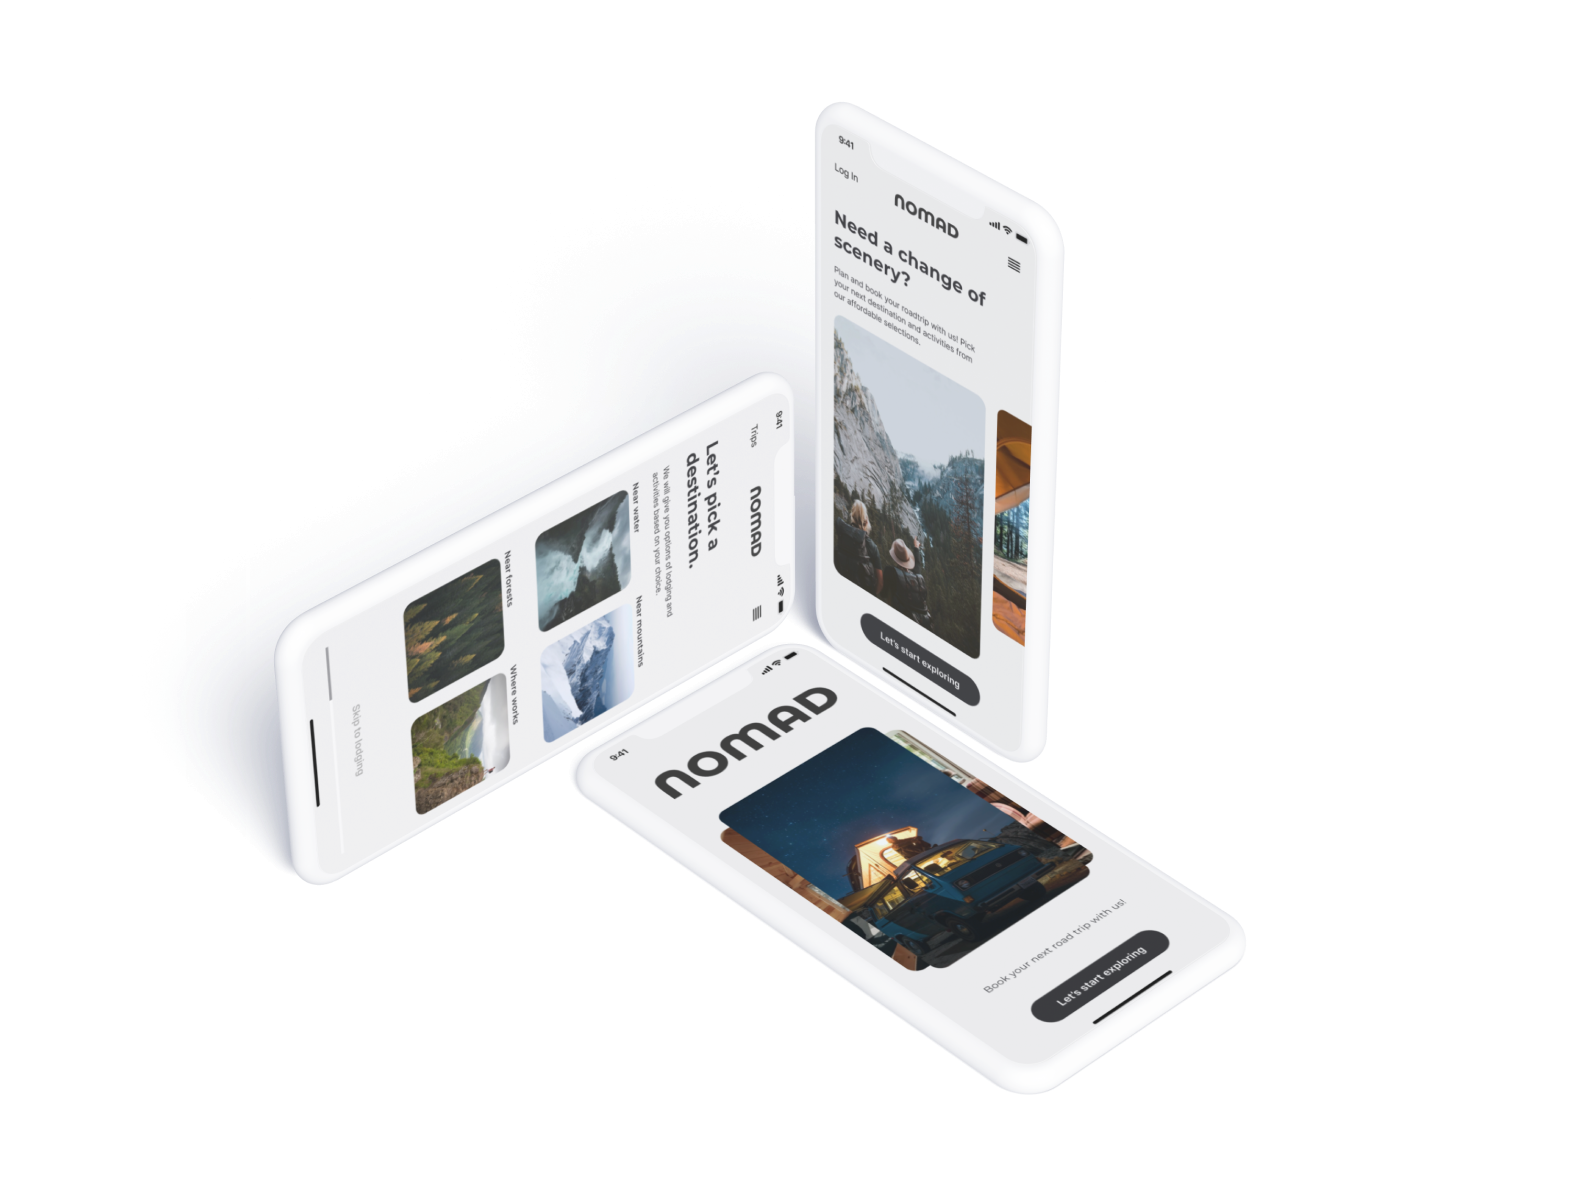 9:41
Log In
nomad
Need a change of
scenery?
Plan and book your roadtrip with us! Pick
your next destination and activities from
our affordable selections.
Let's start exploring
9:41
Trips
nomad
Let's pick a
destination.
We will give you options of lodging and
activities based on your choice.
Near water
Near mountains
Near forests
Where works
Skip to lodging
9:41
nomad
Book your next road trip with us!
Let's start exploring